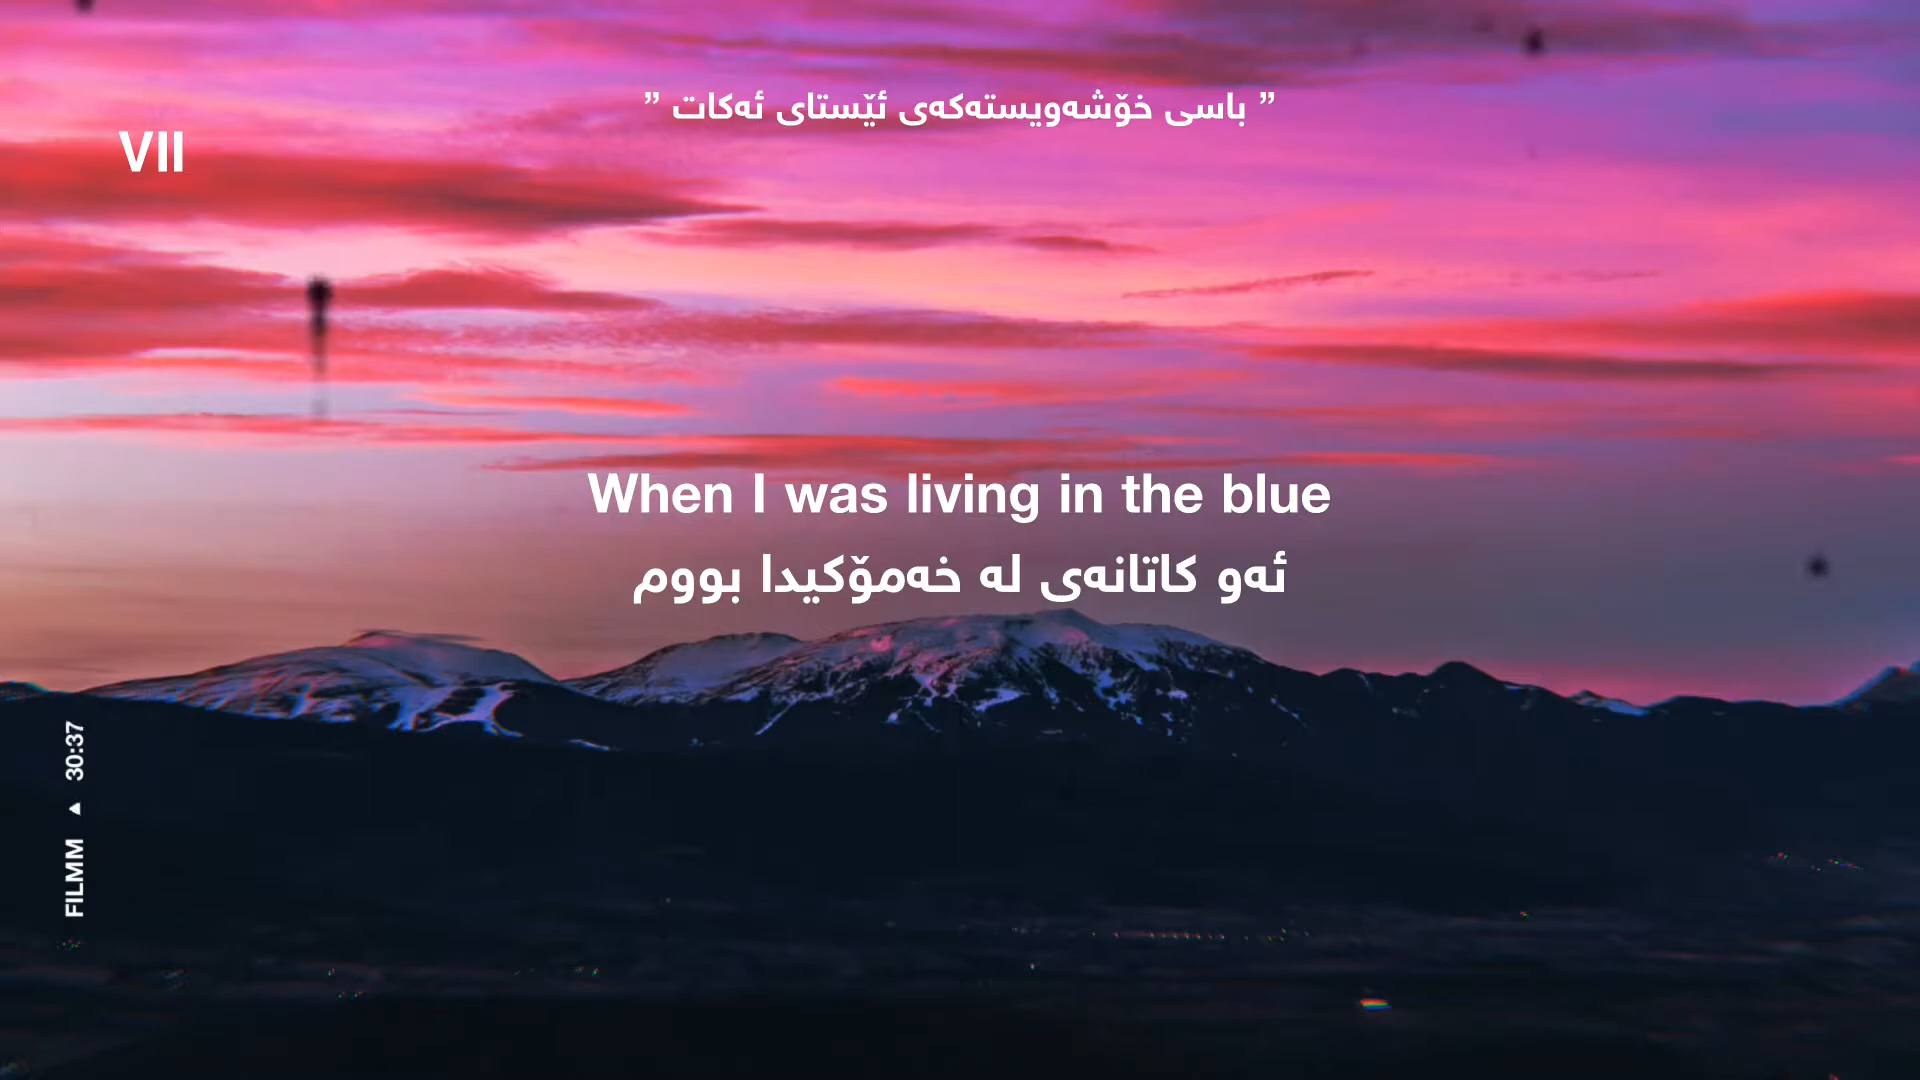 ” باسی خۆشەویستەکەی ئێستای ئەکات ”
VII
When I was living in the blue
ئەو کاتانەی لە خەمۆکیدا بووم
FILMM ▲ 30:37